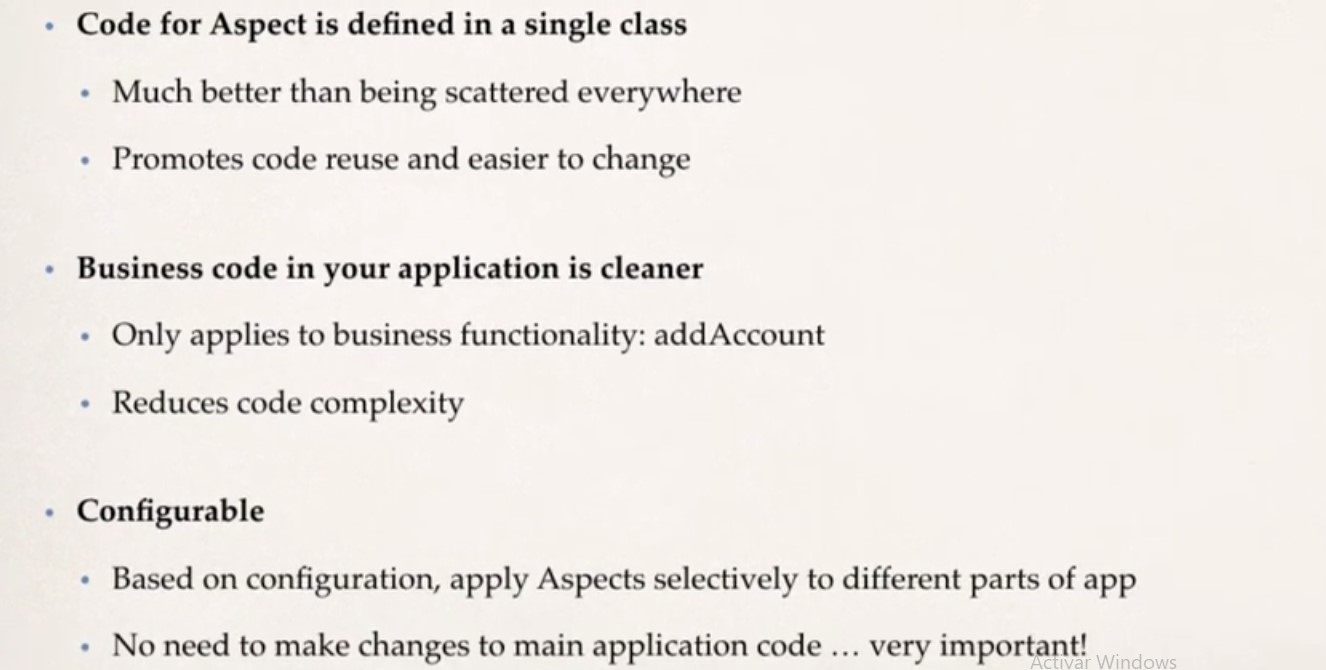 • Code for Aspect is defined in a single class
• Much better than being scattered everywhere
• Promotes code reuse and easier to change
• Business code in your application is cleaner
• Only applies to business functionality: addAccount
• Reduces code complexity
• Configurable
• Based on configuration, apply Aspects selectively to different parts of app
• No need to make changes to main application code … very important!
Activar Windows